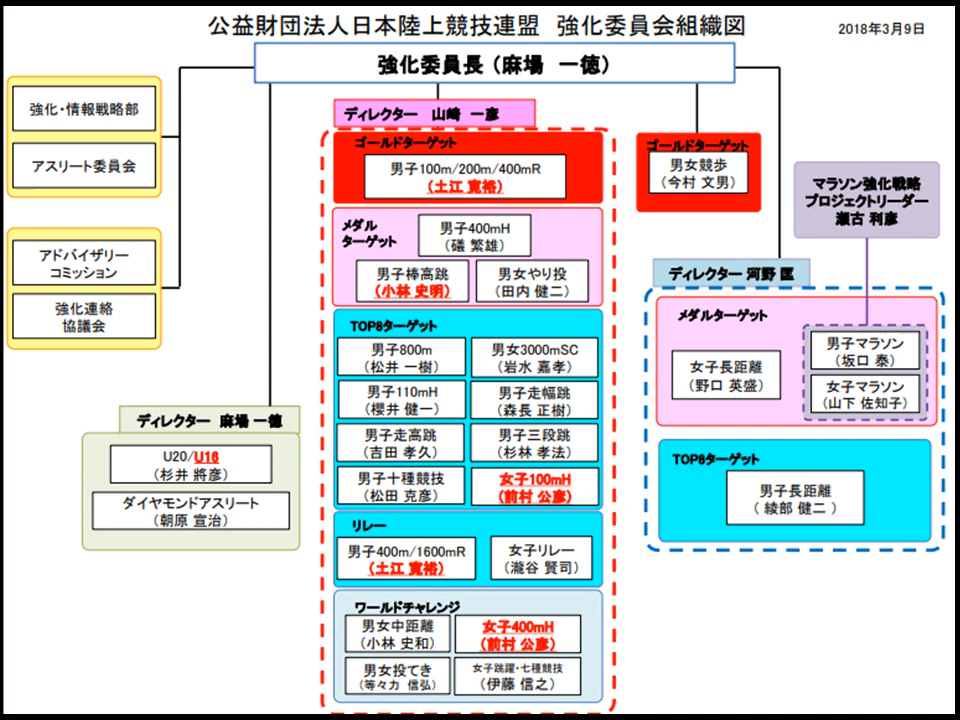 公益財団法人日本陸上競技連盟　強化委員会組織図
2018年3月9日
強化委員長（麻場　一徳）
強化・情報戦略部
アスリート委員会
アドバイザリー
コミッション
強化連絡
協議会
ディレクター　麻場 一徳
U20/U16
（杉井 將彦）
ダイヤモンドアスリート
（朝原 宣治）
ディレクター　山崎　一彦
ゴールドターゲット
男子100m/200m/400mR
（土江 寛裕）
メダル
ターゲット
男子400mH
（礒 繁雄）
男子棒高跳
（小林 史明）
男女やり投
（田内 健二）
TOP8ターゲット
男子800m
（松井 一樹）
男女3000mSC
（岩水 嘉孝）
男子110mH
（櫻井 健一）
男子走幅跳
（森長 正樹）
男子走高跳
（吉田 孝久）
男子三段跳
（杉林 孝法）
男子十種競技
（松田 克彦）
女子100mH
（前村 公彦）
リレー
男子400m/1600mR
（土江 寛裕）
女子リレー
（瀧谷 賢司）
ワールドチャレンジ
男女中距離
（小林 史和）
女子400mH
（前村 公彦）
男女投てき
（等々力 信弘）
女子跳躍・七種競技
（伊藤 信之）
ゴールドターゲット
男女競歩
（今村 文男）
マラソン強化戦略
プロジェクトリーダー
瀬古 利彦
ディレクター 河野 匡
メダルターゲット
女子長距離
（野口 英盛）
男子マラソン
（坂口 泰）
女子マラソン
（山下 佐知子）
TOP8ターゲット
男子長距離
（ 綾部 健二 ）